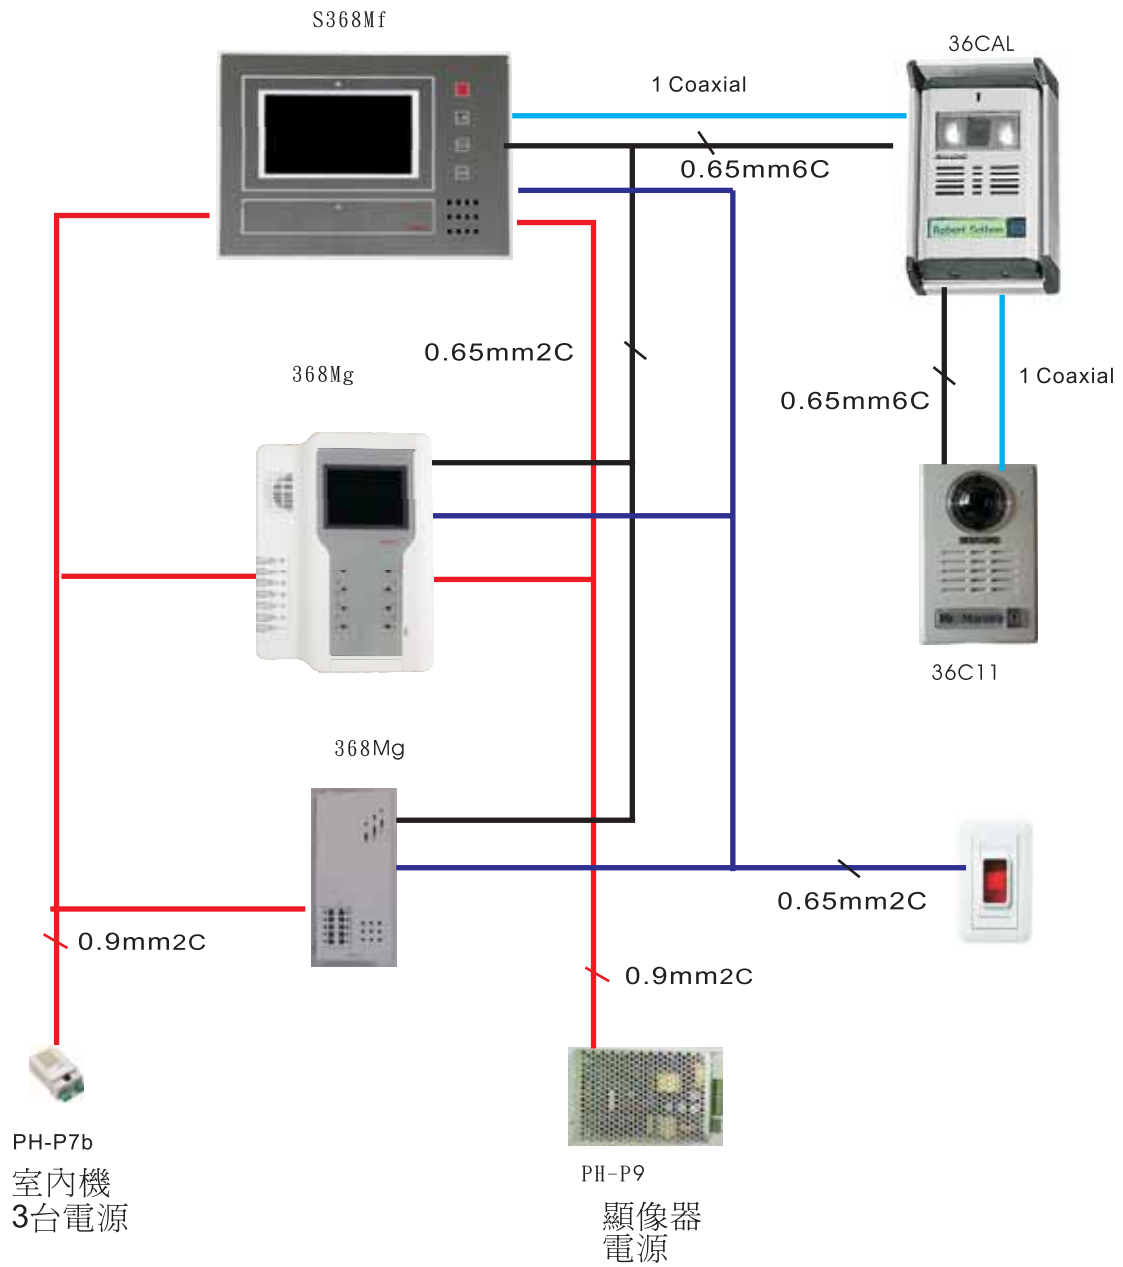 S368Mf
36CAL
1 Coaxial
0.65mm6C
Robert
0.65mm2C
368Mg
1 Coaxial
0.65mm6C
36C11
368Mg
0.65mm2C
0.9mm2C
0.9mm2C
PH-P7b
室內機
3台電源
PH-P9
顯像器
電源